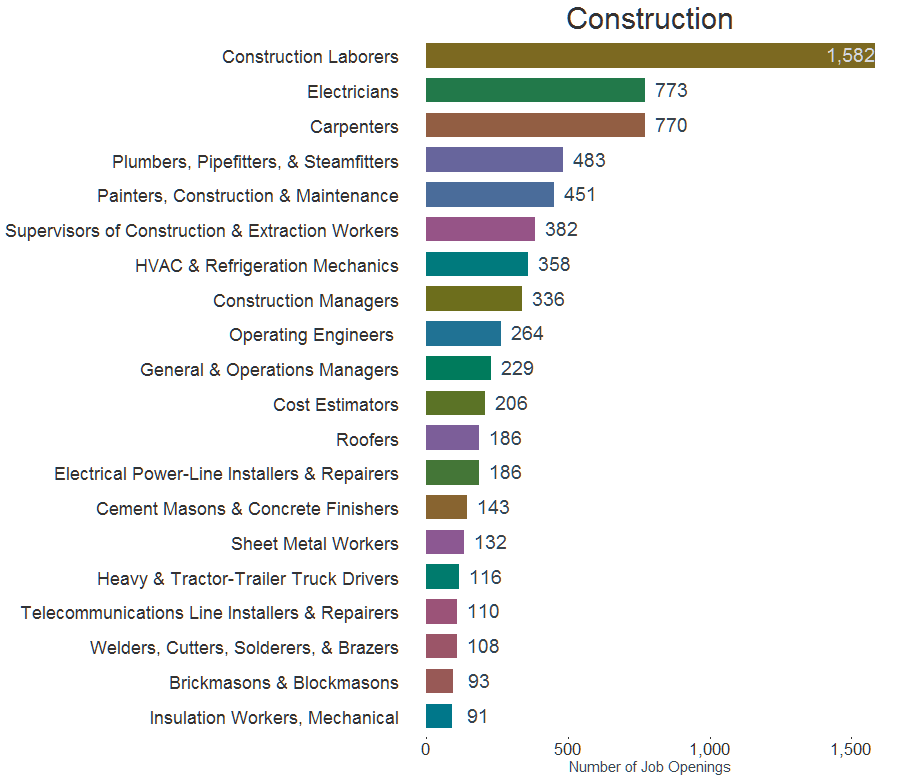 Construction
Construction Laborers 1,582
Electricians 773
Carpenters 770
Plumbers, Pipefitters, & Steamfitters 483
Painters, Construction & Maintenance 451
Supervisors of Construction & Extraction Workers 382
HVAC & Refrigeration Mechanics 358
Construction Managers 336
Operating Engineers 264
General & Operations Managers 229
Cost Estimators 206
Roofers 186
Electrical Power-Line Installers & Repairers 186
Cement Masons & Concrete Finishers 143
Sheet Metal Workers 132
Heavy & Tractor-Trailer Truck Drivers 116
Telecommunications Line Installers & Repairers 110
Welders, Cutters, Solderers, & Brazers 108
Brickmasons & Blockmasons 93
Insulation Workers, Mechanical 91
0 500 1,000 1,500
Number of Job Openings